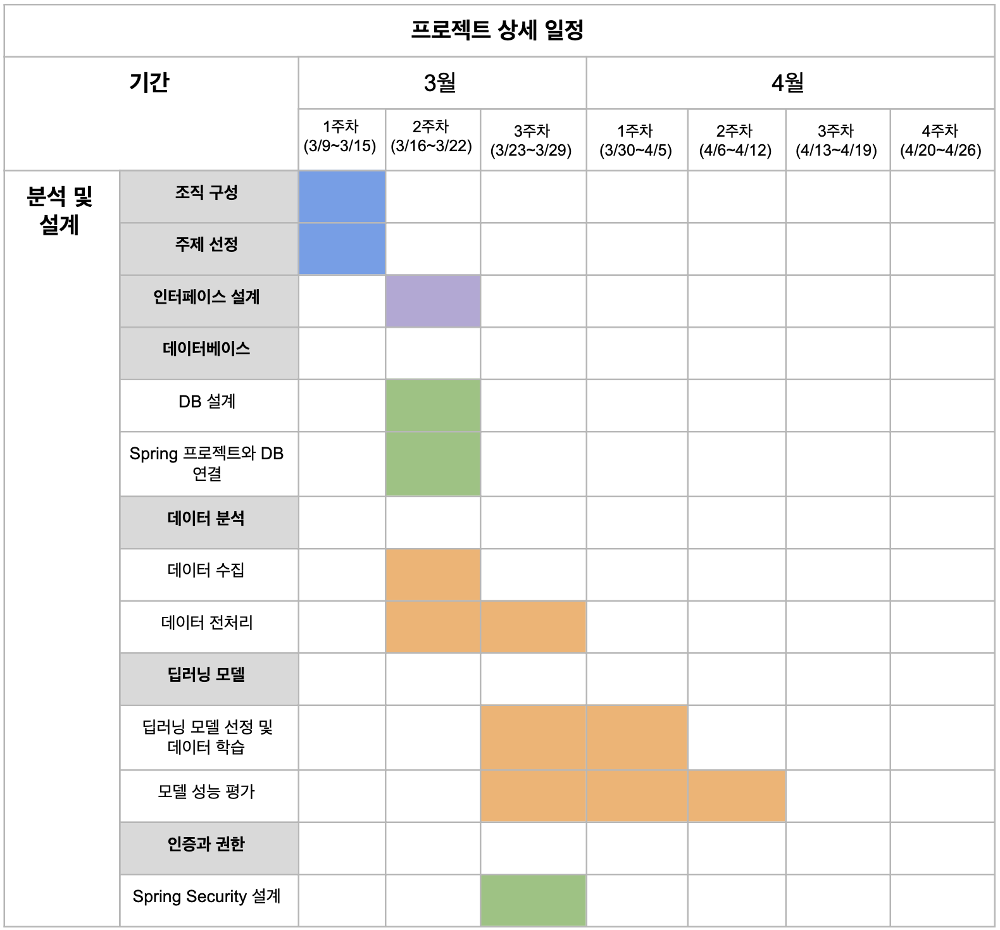 프로젝트 상세 일정
기간
3월
4월
1주차
(3/9~3/15)
2주차
(3/16~3/22)
3주차
(3/23~3/29)
1주차
(3/30~4/5)
2주차
(4/6~4/12)
3주차
(4/13~4/19)
4주차
(4/20~4/26)
분석 및
설계
조직 구성
주제 선정
인터페이스 설계
데이터베이스
DB 설계
Spring 프로젝트와 DB
연결
데이터 분석
데이터 수집
데이터 전처리
딥러닝 모델
딥러닝 모델 선정 및
데이터 학습
모델 성능 평가
인증과 권한
Spring Security 설계